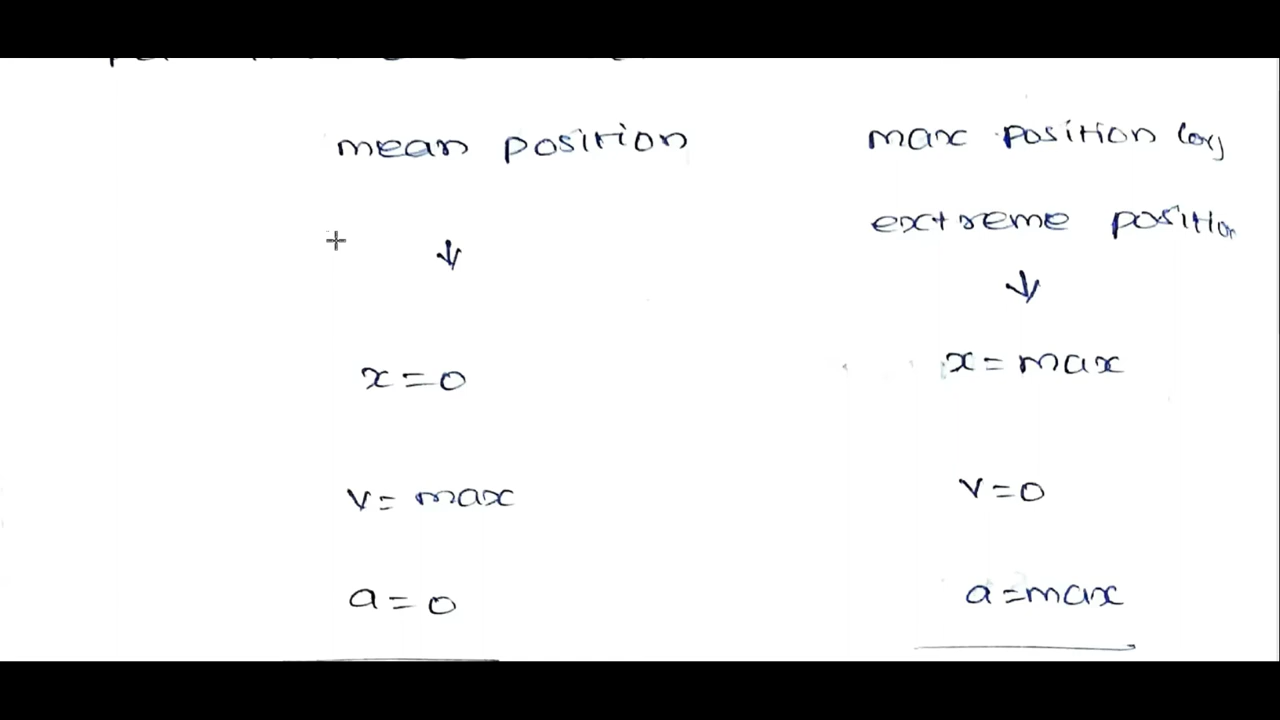 mean position
↓
x=0
v= max
a=0
max position (or)
extreme position
↓
x= max
v=0
a=max